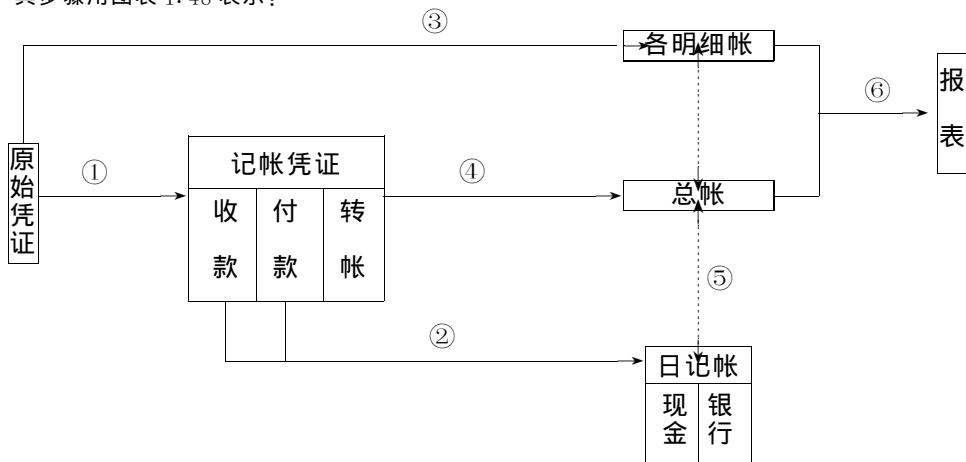 其步骤用图表 1.48 表示：
③
各明细帐
⑥
报表
原始凭证
①
记帐凭证
收款
付款
转帐
④
总帐
⑤
②
日记帐
现金
银行